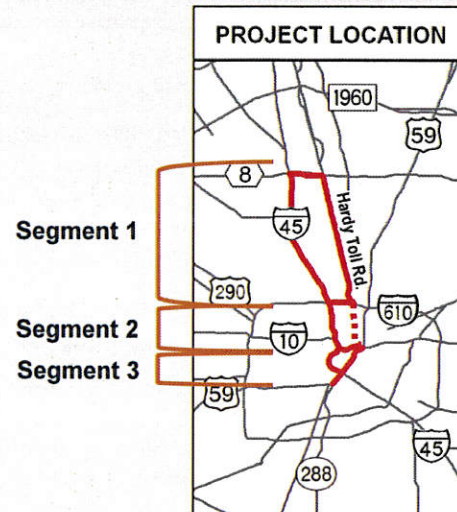 PROJECT LOCATION
1960
59
8
Segment 1
45
Hardy Toll Rd.
290
610
Segment 2
10
Segment 3
59
45
288